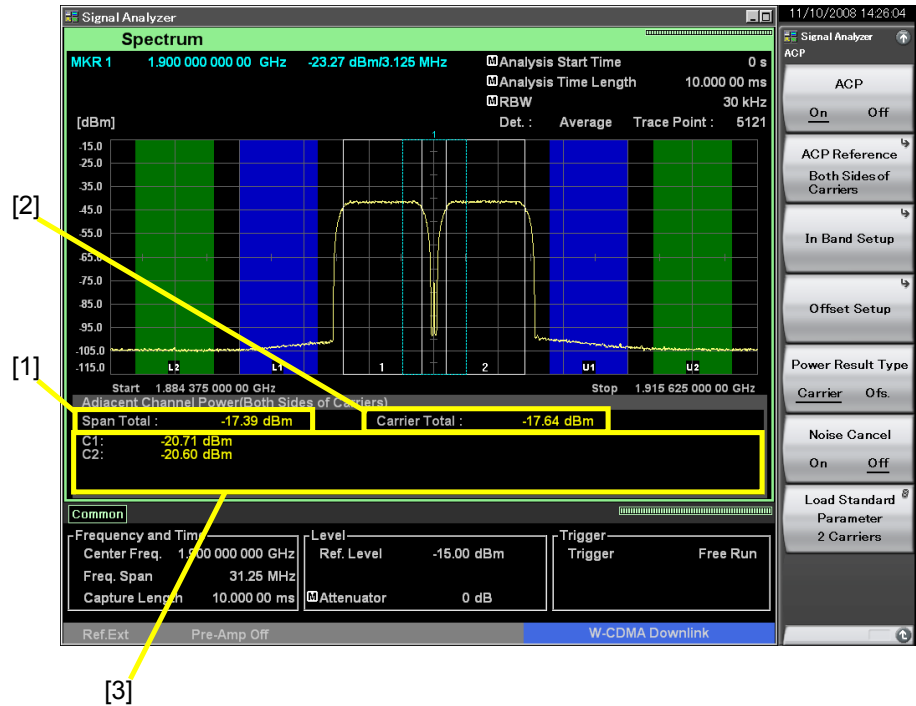 Signal Analyzer
11/10/2008 14:26:04
Spectrum
MKR 1 1.900 000 000 00 GHz -23.27 dBm/3.125 MHz
M Analysis Start Time 0 s
M Analysis Time Length 10.000 00 ms
M RBW 30 kHz
[dBm]
Det. : Average Trace Point : 5121
1
-15.0
-25.0
-35.0
-45.0
-55.0
-65.0
-75.0
-85.0
-95.0
-105.0
-115.0
L2 L1 1 2 U1 U2
Start 1.884 375 000 00 GHz Stop 1.915 625 000 00 GHz
Adjacent Channel Power(Both Sides of Carriers)
Span Total : -17.39 dBm Carrier Total : -17.64 dBm
C1: -20.71 dBm
C2: -20.60 dBm
Common
Frequency and Time
Center Freq. 1.900 000 000 GHz
Freq. Span 31.25 MHz
Capture Length 10.000 00 ms
Level
Ref. Level -15.00 dBm
M Attenuator 0 dB
Trigger
Trigger Free Run
Ref.Ext Pre-Amp Off W-CDMA Downlink
Signal Analyzer
ACP
ACP
On Off
ACP Reference
Both Sides of
Carriers
In Band Setup
Offset Setup
Power Result Type
Carrier Ofs.
Noise Cancel
On Off
Load Standard
Parameter
2 Carriers
[2]
[1]
[3]